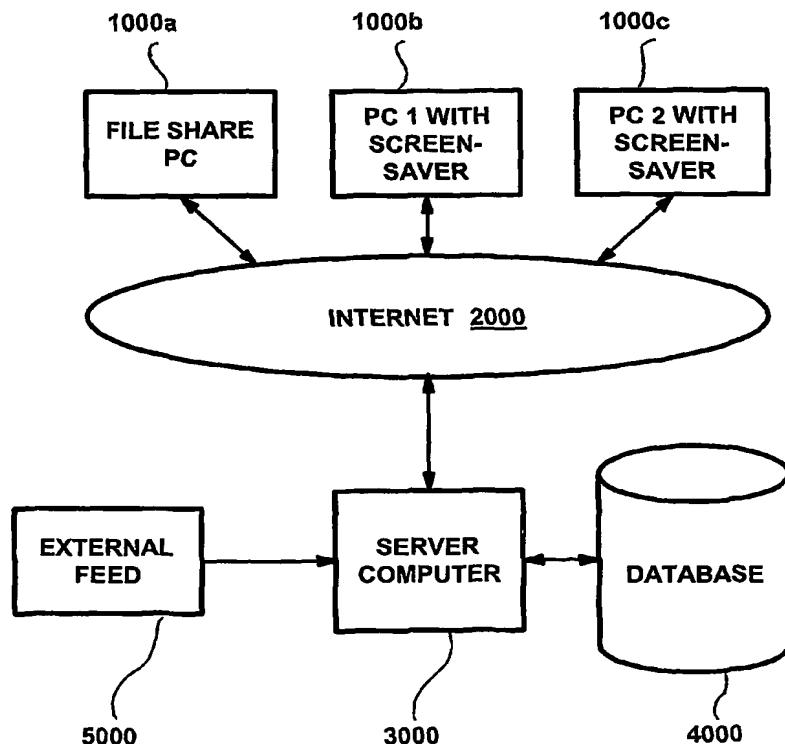 1000a
1000b
1000c
FILE SHARE
PC
PC 1 WITH
SCREEN-
SAVER
PC 2 WITH
SCREEN-
SAVER
INTERNET 2000
EXTERNAL
FEED
SERVER
COMPUTER
DATABASE
5000
3000
4000